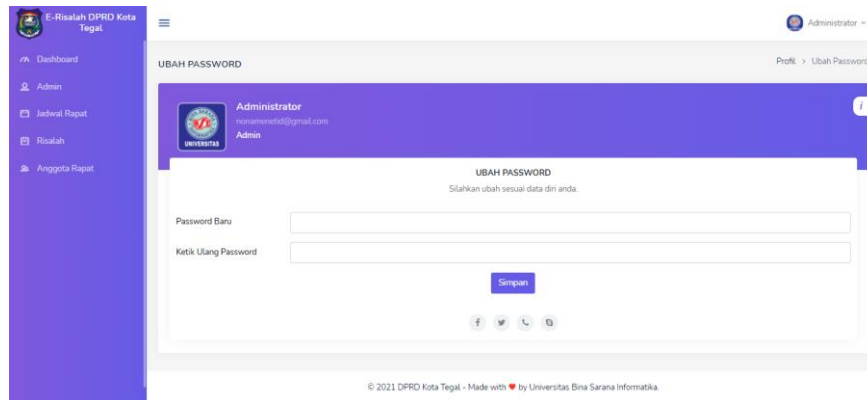 E-Risalah DPRD Kota
Tegal
Administrator
Dashboard
Admin
Jadwal Rapat
Risalah
Anggota Rapat
UBAH PASSWORD
Profil > Ubah Password
Administrator
nonamenetid@gmail.com
Admin
UNIVERSITAS
i
UBAH PASSWORD
Silahkan ubah sesuai data diri anda.
Password Baru
Ketik Ulang Password
Simpan
© 2021 DPRD Kota Tegal - Made with ❤ by Universitas Bina Sarana Informatika.